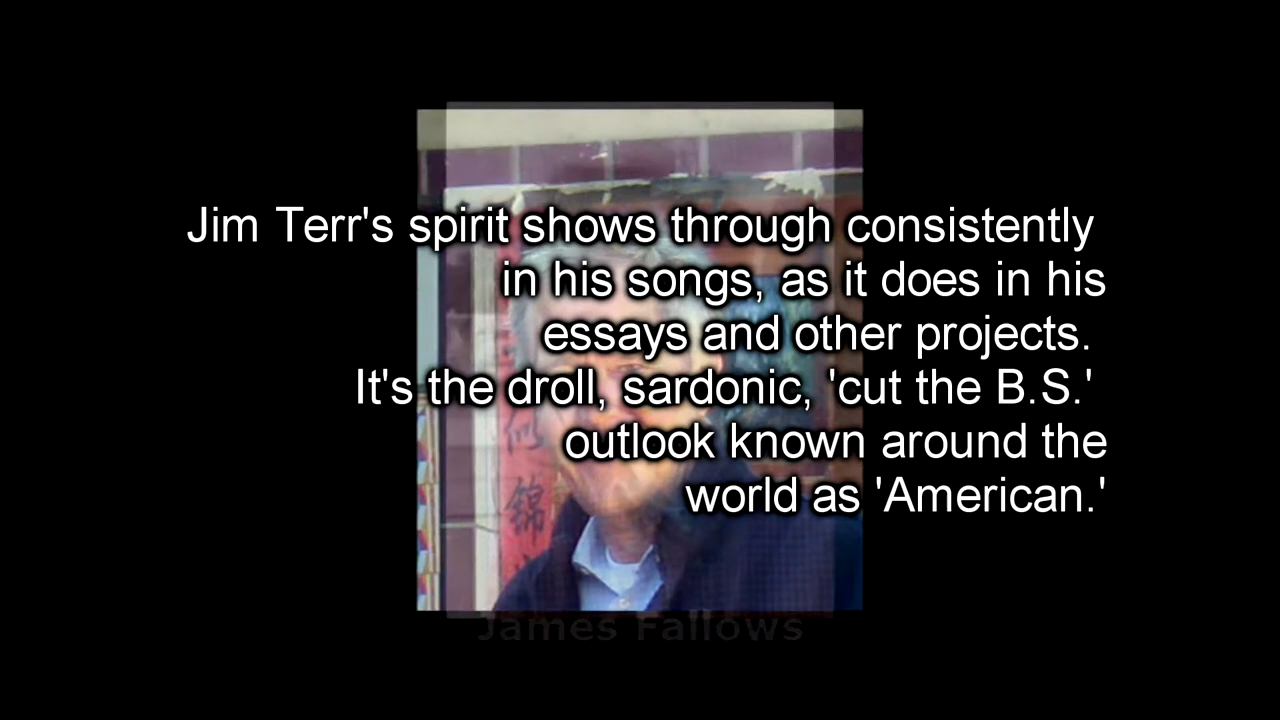 Jim Terr's spirit shows through consistently
in his songs, as it does in his
essays and other projects.
It's the droll, sardonic, 'cut the B.S.'
outlook known around the
world as 'American.'
錦
James Fallows